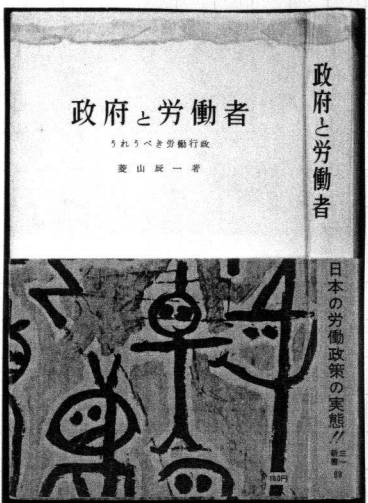 政府と労働者
うれうべき労働行政
菱山辰一著
政府と労働者
日本の労働政策の実態!!
三一新書
180円